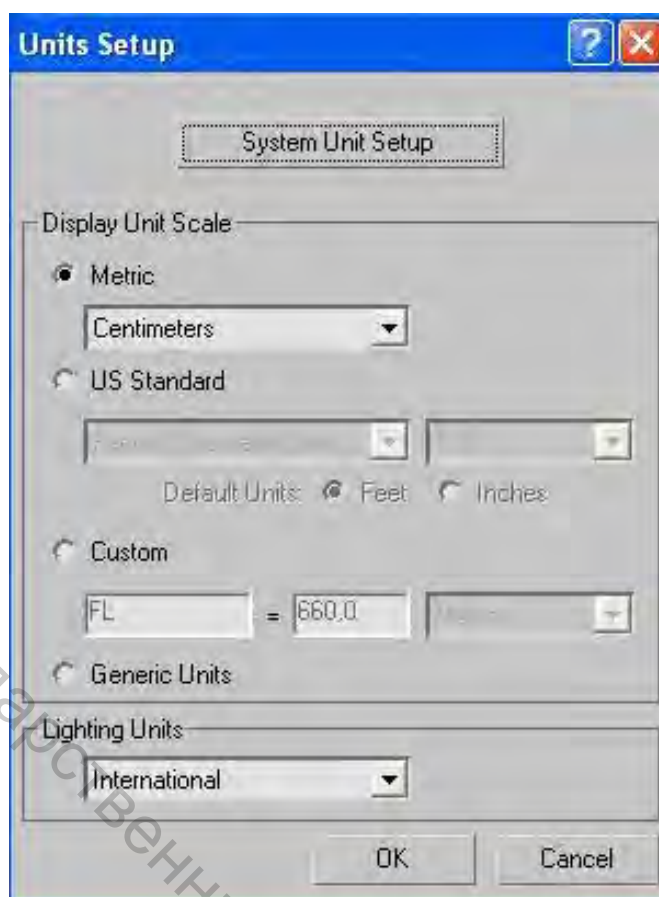 Units Setup
System Unit Setup
Display Unit Scale
Metric
Centimeters
US Standard
Default Units: Feet Inches
Custom
FL = 660,0
Generic Units
Lighting Units
International
OK Cancel